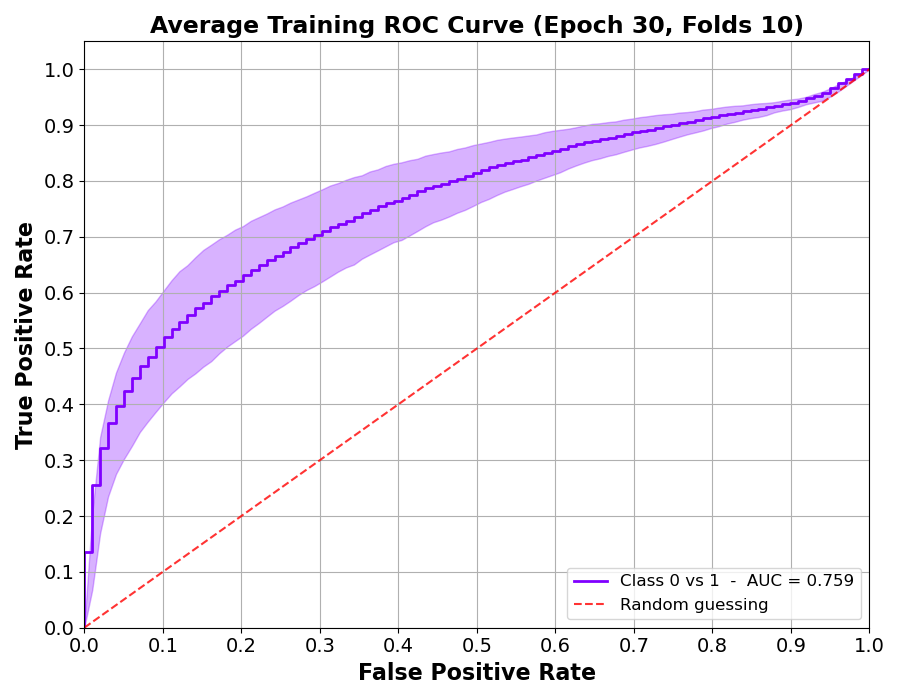 Average Training ROC Curve (Epoch 30, Folds 10)
True Positive Rate
1.0
0.9
0.8
0.7
0.6
0.5
0.4
0.3
0.2
0.1
0.0
Class 0 vs 1 - AUC = 0.759
Random guessing
0.0 0.1 0.2 0.3 0.4 0.5 0.6 0.7 0.8 0.9 1.0
False Positive Rate